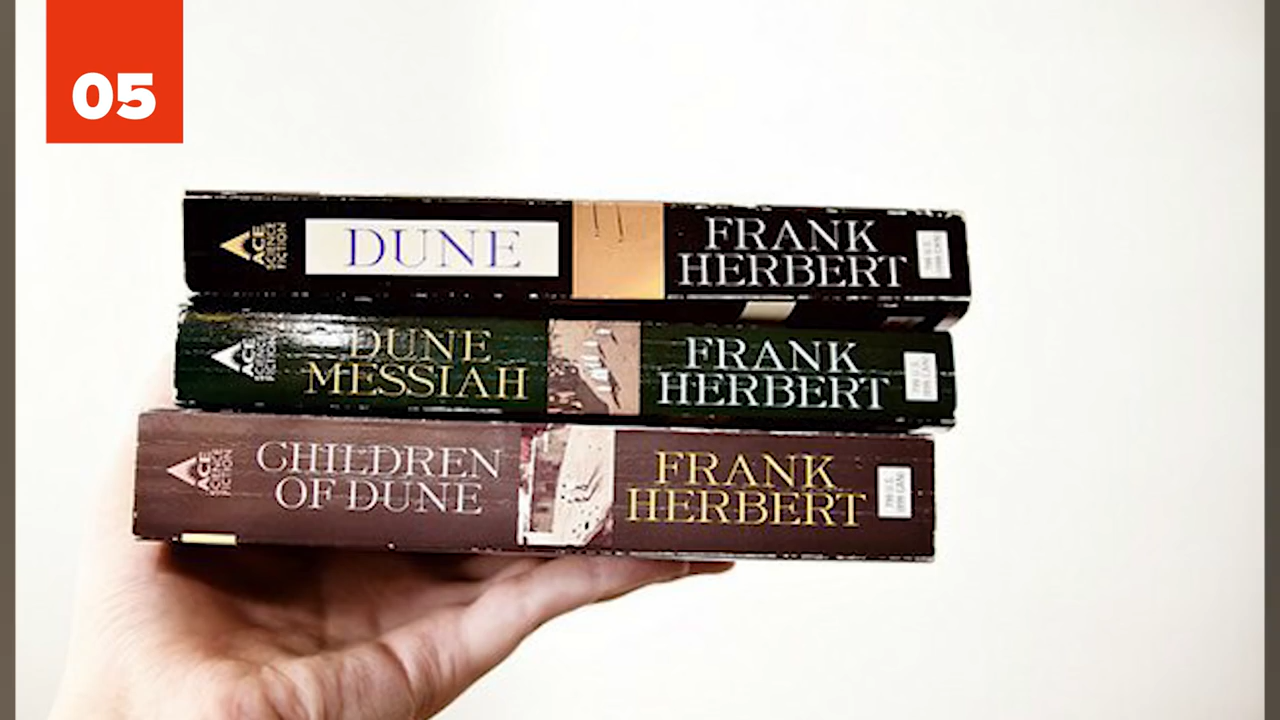 05
ACE
SCIENCE
FICTION
DUNE
FRANK
HERBERT
ACE
SCIENCE
FICTION
DUNE
MESSIAH
FRANK
HERBERT
ACE
SCIENCE
FICTION
CHILDREN
OF DUNE
FRANK
HERBERT